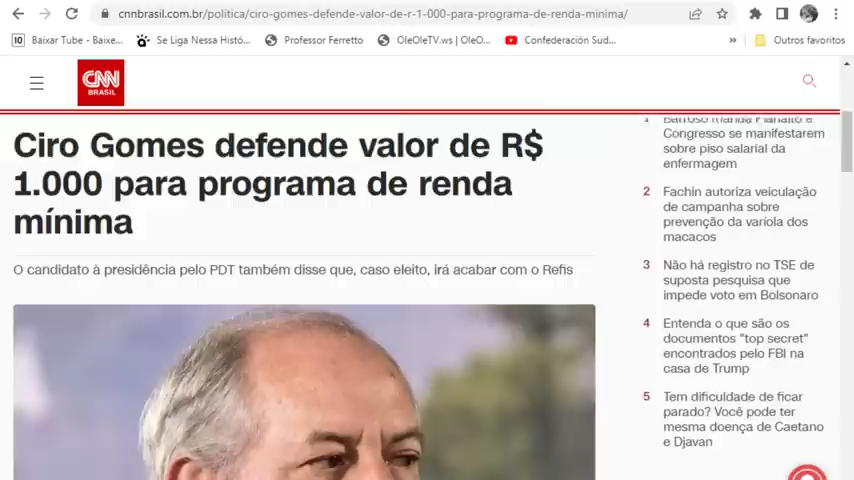 cnnbrasil.com.br/politica/ciro-gomes-defende-valor-de-r-1-000-para-programa-de-renda-minima/
Baixar Tube - Baixe... Se Liga Nessa Histó... Professor Ferretto OleOleTV.ws | OleO... Confederación Sud... » Outros favoritos
CNN
BRASIL
Ciro Gomes defende valor de R$
1.000 para programa de renda
mínima
O candidato à presidência pelo PDT também disse que, caso eleito, irá acabar com o Refis
1 Barroso manda Planalto e
Congresso se manifestarem
sobre piso salarial da
enfermagem
2 Fachin autoriza veiculação
de campanha sobre
prevenção da varíola dos
macacos
3 Não há registro no TSE de
suposta pesquisa que
impede voto em Bolsonaro
4 Entenda o que são os
documentos "top secret"
encontrados pelo FBI na
casa de Trump
5 Tem dificuldade de ficar
parado? Você pode ter
mesma doença de Caetano
e Djavan